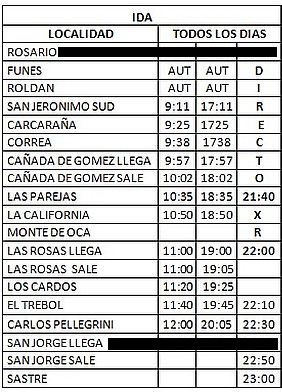 IDA
LOCALIDAD TODOS LOS DIAS
ROSARIO
FUNES AUT AUT D
ROLDAN AUT AUT I
SAN JERONIMO SUD 9:11 17:11 R
CARCARAÑA 9:25 1725 E
CORREA 9:38 1738 C
CAÑADA DE GOMEZ LLEGA 9:57 17:57 T
CAÑADA DE GOMEZ SALE 10:02 18:02 O
LAS PAREJAS 10:35 18:35 21:40
LA CALIFORNIA 10:50 18:50 X
MONTE DE OCA R
LAS ROSAS LLEGA 11:00 19:00 22:00
LAS ROSAS SALE 11:00 19:05
LOS CARDOS 11:20 19:25
EL TREBOL 11:40 19:45 22:10
CARLOS PELLEGRINI 12:00 20:05 22:30
SAN JORGE LLEGA
SAN JORGE SALE 22:50
SASTRE 23:00